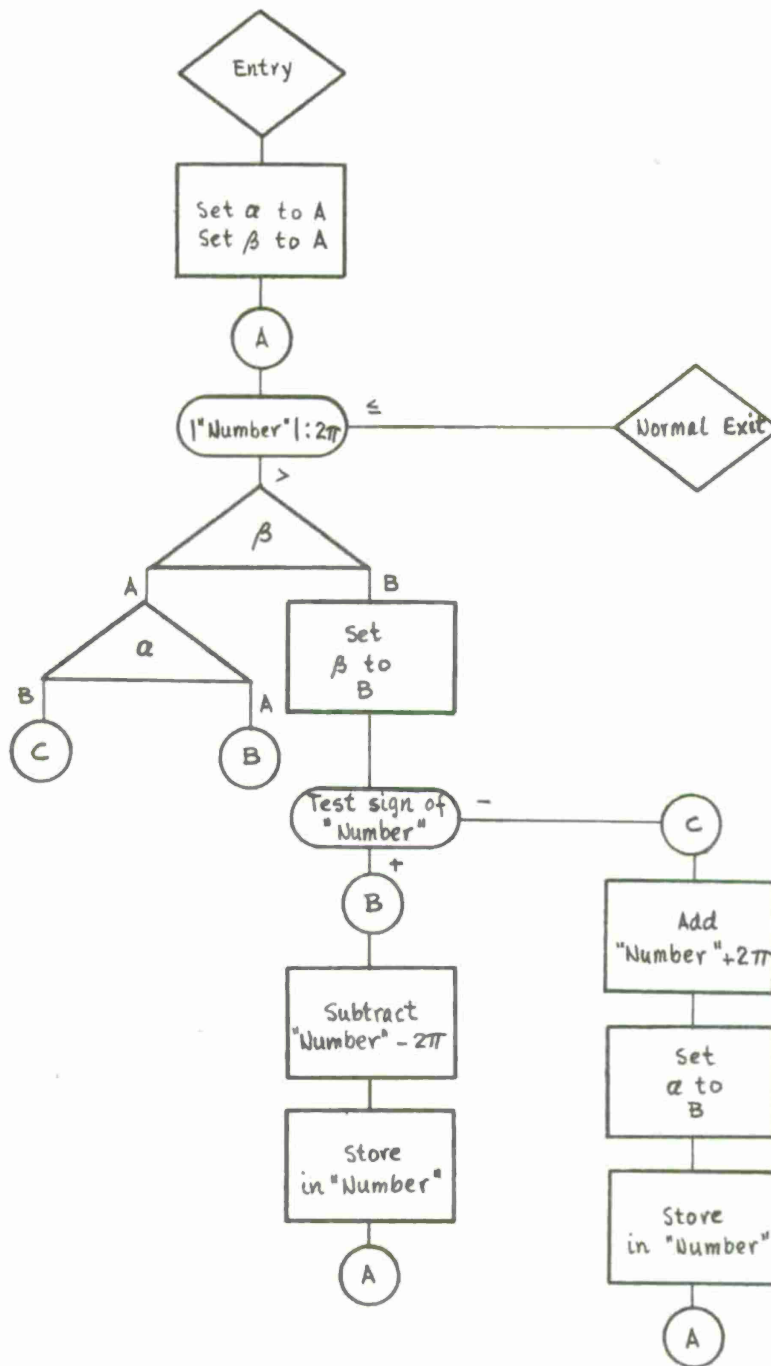 Entry
Set α to A
Set β to A
A
|"Number"| : 2π
≤
Normal Exit
>
β
A
B
α
B
A
C
B
Set
β to
B
Test sign of
"Number"
-
C
+
B
Add
"Number" + 2π
Subtract
"Number" - 2π
Set
α to
B
Store
in "Number"
Store
in "Number"
A
A